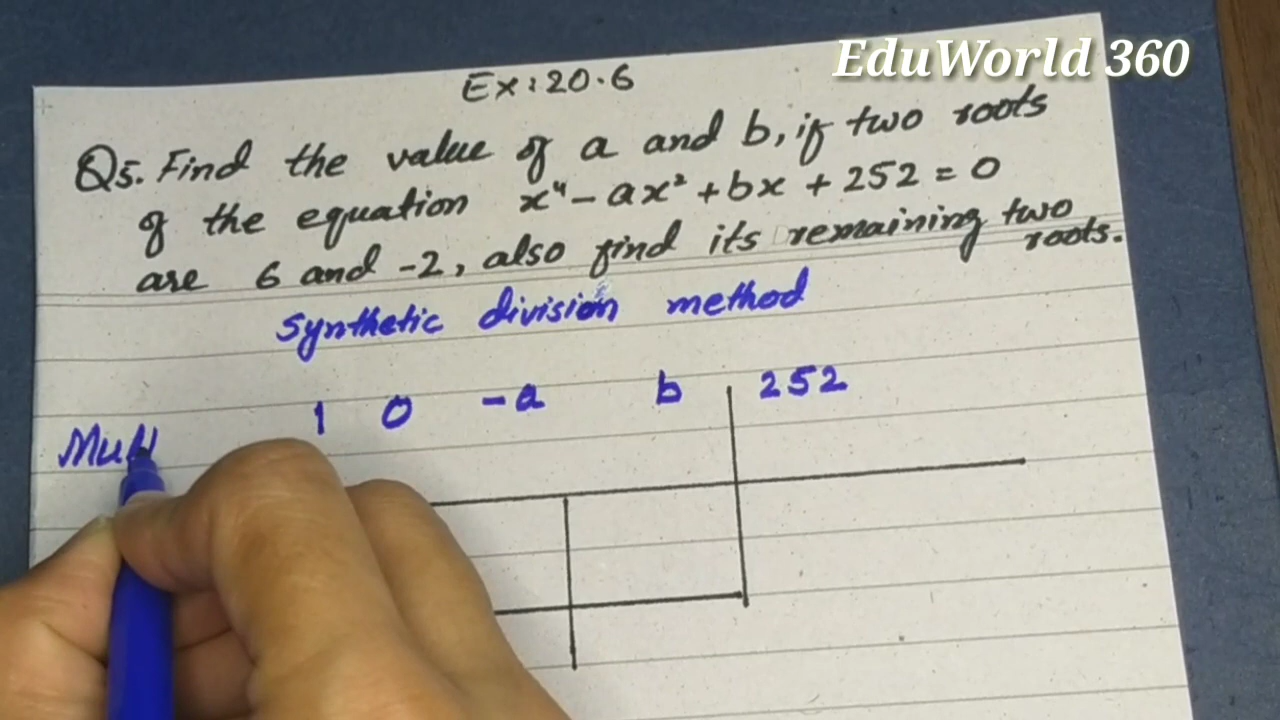 EduWorld 360
Ex: 20.6
Q5. Find the value of a and b, if two roots
of the equation x⁴ - ax² + bx + 252 = 0
are 6 and -2, also find its remaining two
roots.
Synthetic division method
1 0 -a b 252